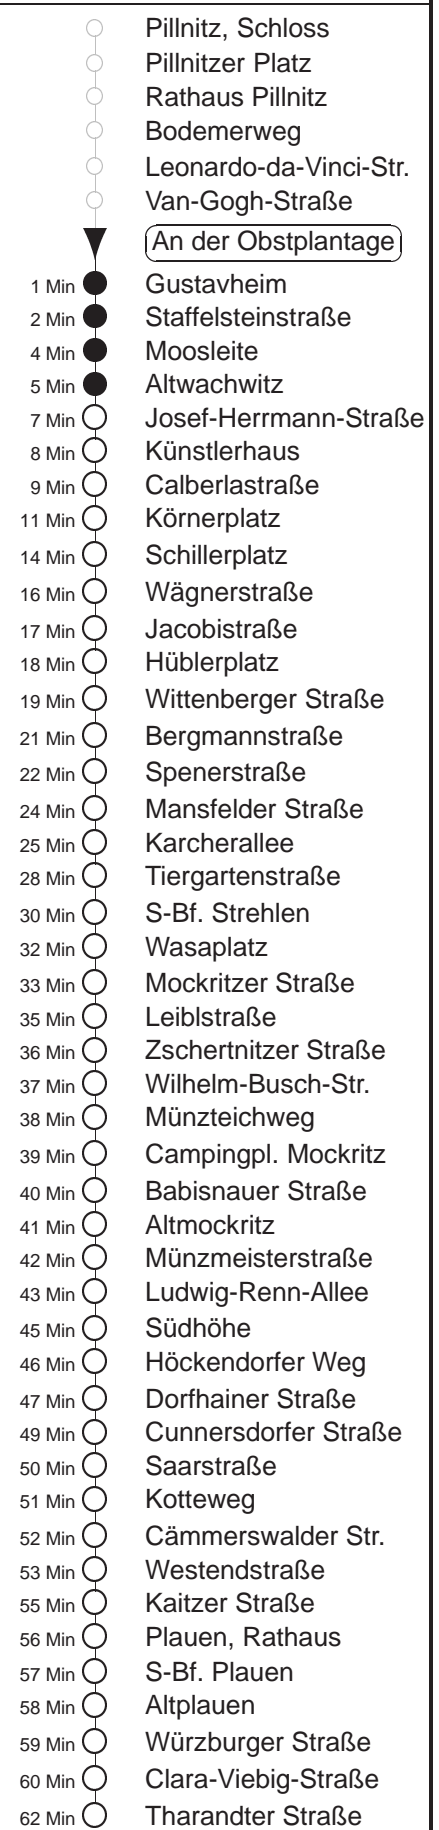 Pillnitz, Schloss
Pillnitzer Platz
Rathaus Pillnitz
Bodemerweg
Leonardo-da-Vinci-Str.
Van-Gogh-Straße
An der Obstplantage
1 Min Gustavheim
2 Min Staffelsteinstraße
4 Min Moosleite
5 Min Altwachwitz
7 Min Josef-Herrmann-Straße
8 Min Künstlerhaus
9 Min Calberlastraße
11 Min Körnerplatz
14 Min Schillerplatz
16 Min Wägnerstraße
17 Min Jacobistraße
18 Min Hüblerplatz
19 Min Wittenberger Straße
21 Min Bergmannstraße
22 Min Spenerstraße
24 Min Mansfelder Straße
25 Min Karcherallee
28 Min Tiergartenstraße
30 Min S-Bf. Strehlen
32 Min Wasaplatz
33 Min Mockritzer Straße
35 Min Leiblstraße
36 Min Zschertnitzer Straße
37 Min Wilhelm-Busch-Str.
38 Min Münzteichweg
39 Min Campingpl. Mockritz
40 Min Babisnauer Straße
41 Min Altmockritz
42 Min Münzmeisterstraße
43 Min Ludwig-Renn-Allee
45 Min Südhöhe
46 Min Höckendorfer Weg
47 Min Dorfhainer Straße
49 Min Cunnersdorfer Straße
50 Min Saarstraße
51 Min Kotteweg
52 Min Cämmerswalder Str.
53 Min Westendstraße
55 Min Kaitzer Straße
56 Min Plauen, Rathaus
57 Min S-Bf. Plauen
58 Min Altplauen
59 Min Würzburger Straße
60 Min Clara-Viebig-Straße
62 Min Tharandter Straße